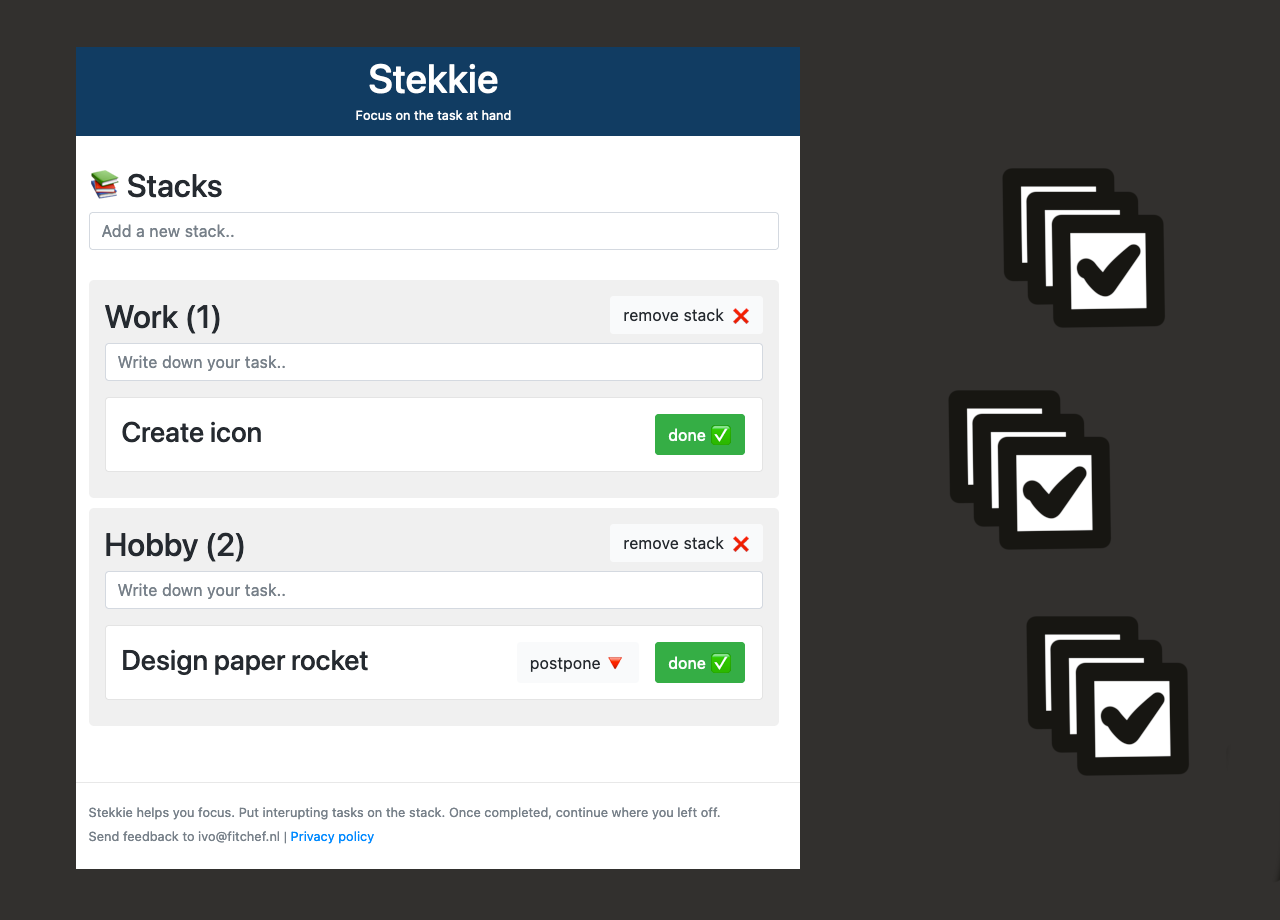 Stekkie
Focus on the task at hand
Stacks
Add a new stack..
Work (1)
remove stack
Write down your task..
Create icon
done
Hobby (2)
remove stack
Write down your task..
Design paper rocket
postpone
done
Stekkie helps you focus. Put interupting tasks on the stack. Once completed, continue where you left off.
Send feedback to ivo@fitchef.nl | Privacy policy